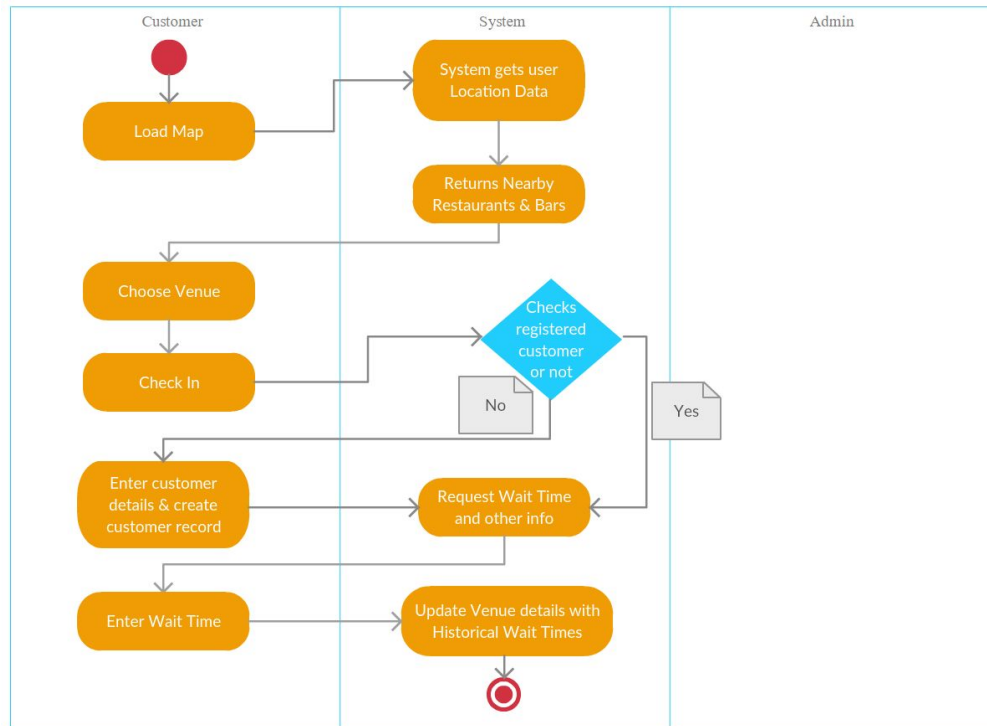 Customer
System
Admin
System gets user
Location Data
Load Map
Returns Nearby
Restaurants & Bars
Choose Venue
Checks
registered
customer
or not
Check In
No
Yes
Enter customer
details & create
customer record
Request Wait Time
and other info
Enter Wait Time
Update Venue details with
Historical Wait Times